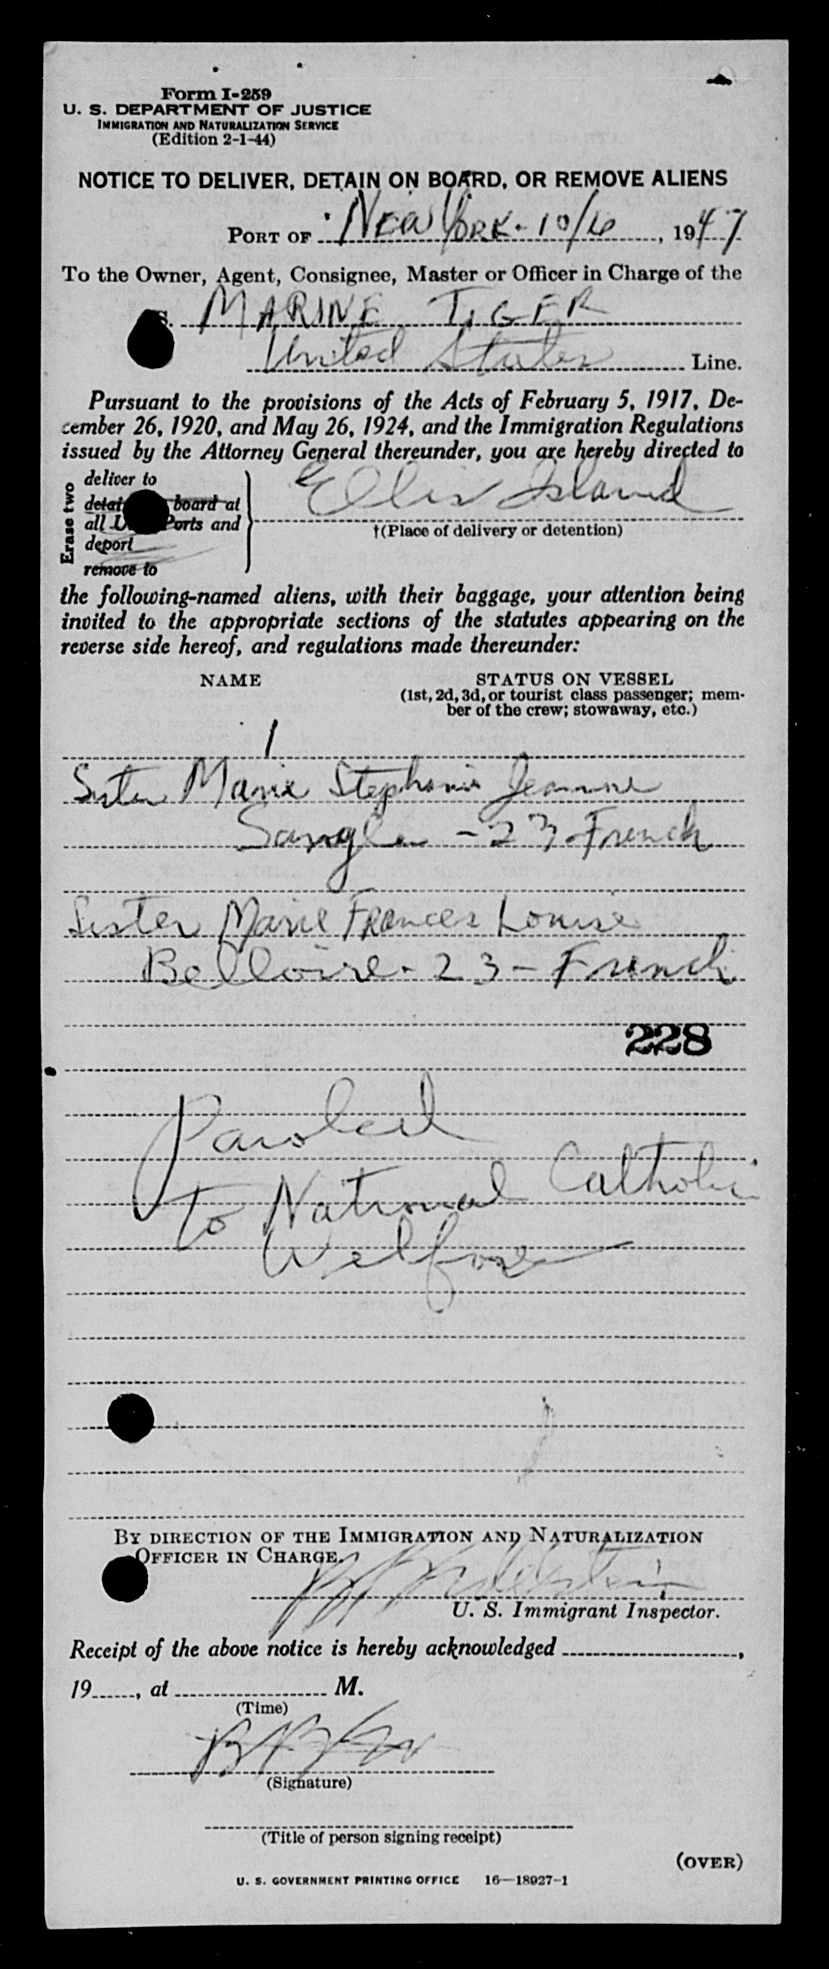 Form I-259
U. S. DEPARTMENT OF JUSTICE
IMMIGRATION AND NATURALIZATION SERVICE
(Edition 2-1-44)
NOTICE TO DELIVER, DETAIN ON BOARD, OR REMOVE ALIENS
PORT OF New York - 10/6, 1947
To the Owner, Agent, Consignee, Master or Officer in Charge of the
S. MARINE TIGER
United States Line.
Pursuant to the provisions of the Acts of February 5, 1917, De-
cember 26, 1920, and May 26, 1924, and the Immigration Regulations
issued by the Attorney General thereunder, you are hereby directed to
Erase two
deliver to
detai board at
all U Ports and
deport
remove to
Ellis Island
†(Place of delivery or detention)
the following-named aliens, with their baggage, your attention being
invited to the appropriate sections of the statutes appearing on the
reverse side hereof, and regulations made thereunder:
NAME STATUS ON VESSEL
(1st, 2d, 3d, or tourist class passenger; mem-
ber of the crew; stowaway, etc.)
1
Sister Marie Stephanie Jeanne
- 23 - French
Sister Marie Frances Louise
Belloire - 23 - French
228
Paroled
To National Catholic
Welfare
BY DIRECTION OF THE IMMIGRATION AND NATURALIZATION
OFFICER IN CHARGE.
U. S. Immigrant Inspector.
Receipt of the above notice is hereby acknowledged ,
19 , at M.
(Time)
(Signature)
(Title of person signing receipt)
(OVER)
U. S. GOVERNMENT PRINTING OFFICE 16—18927-1